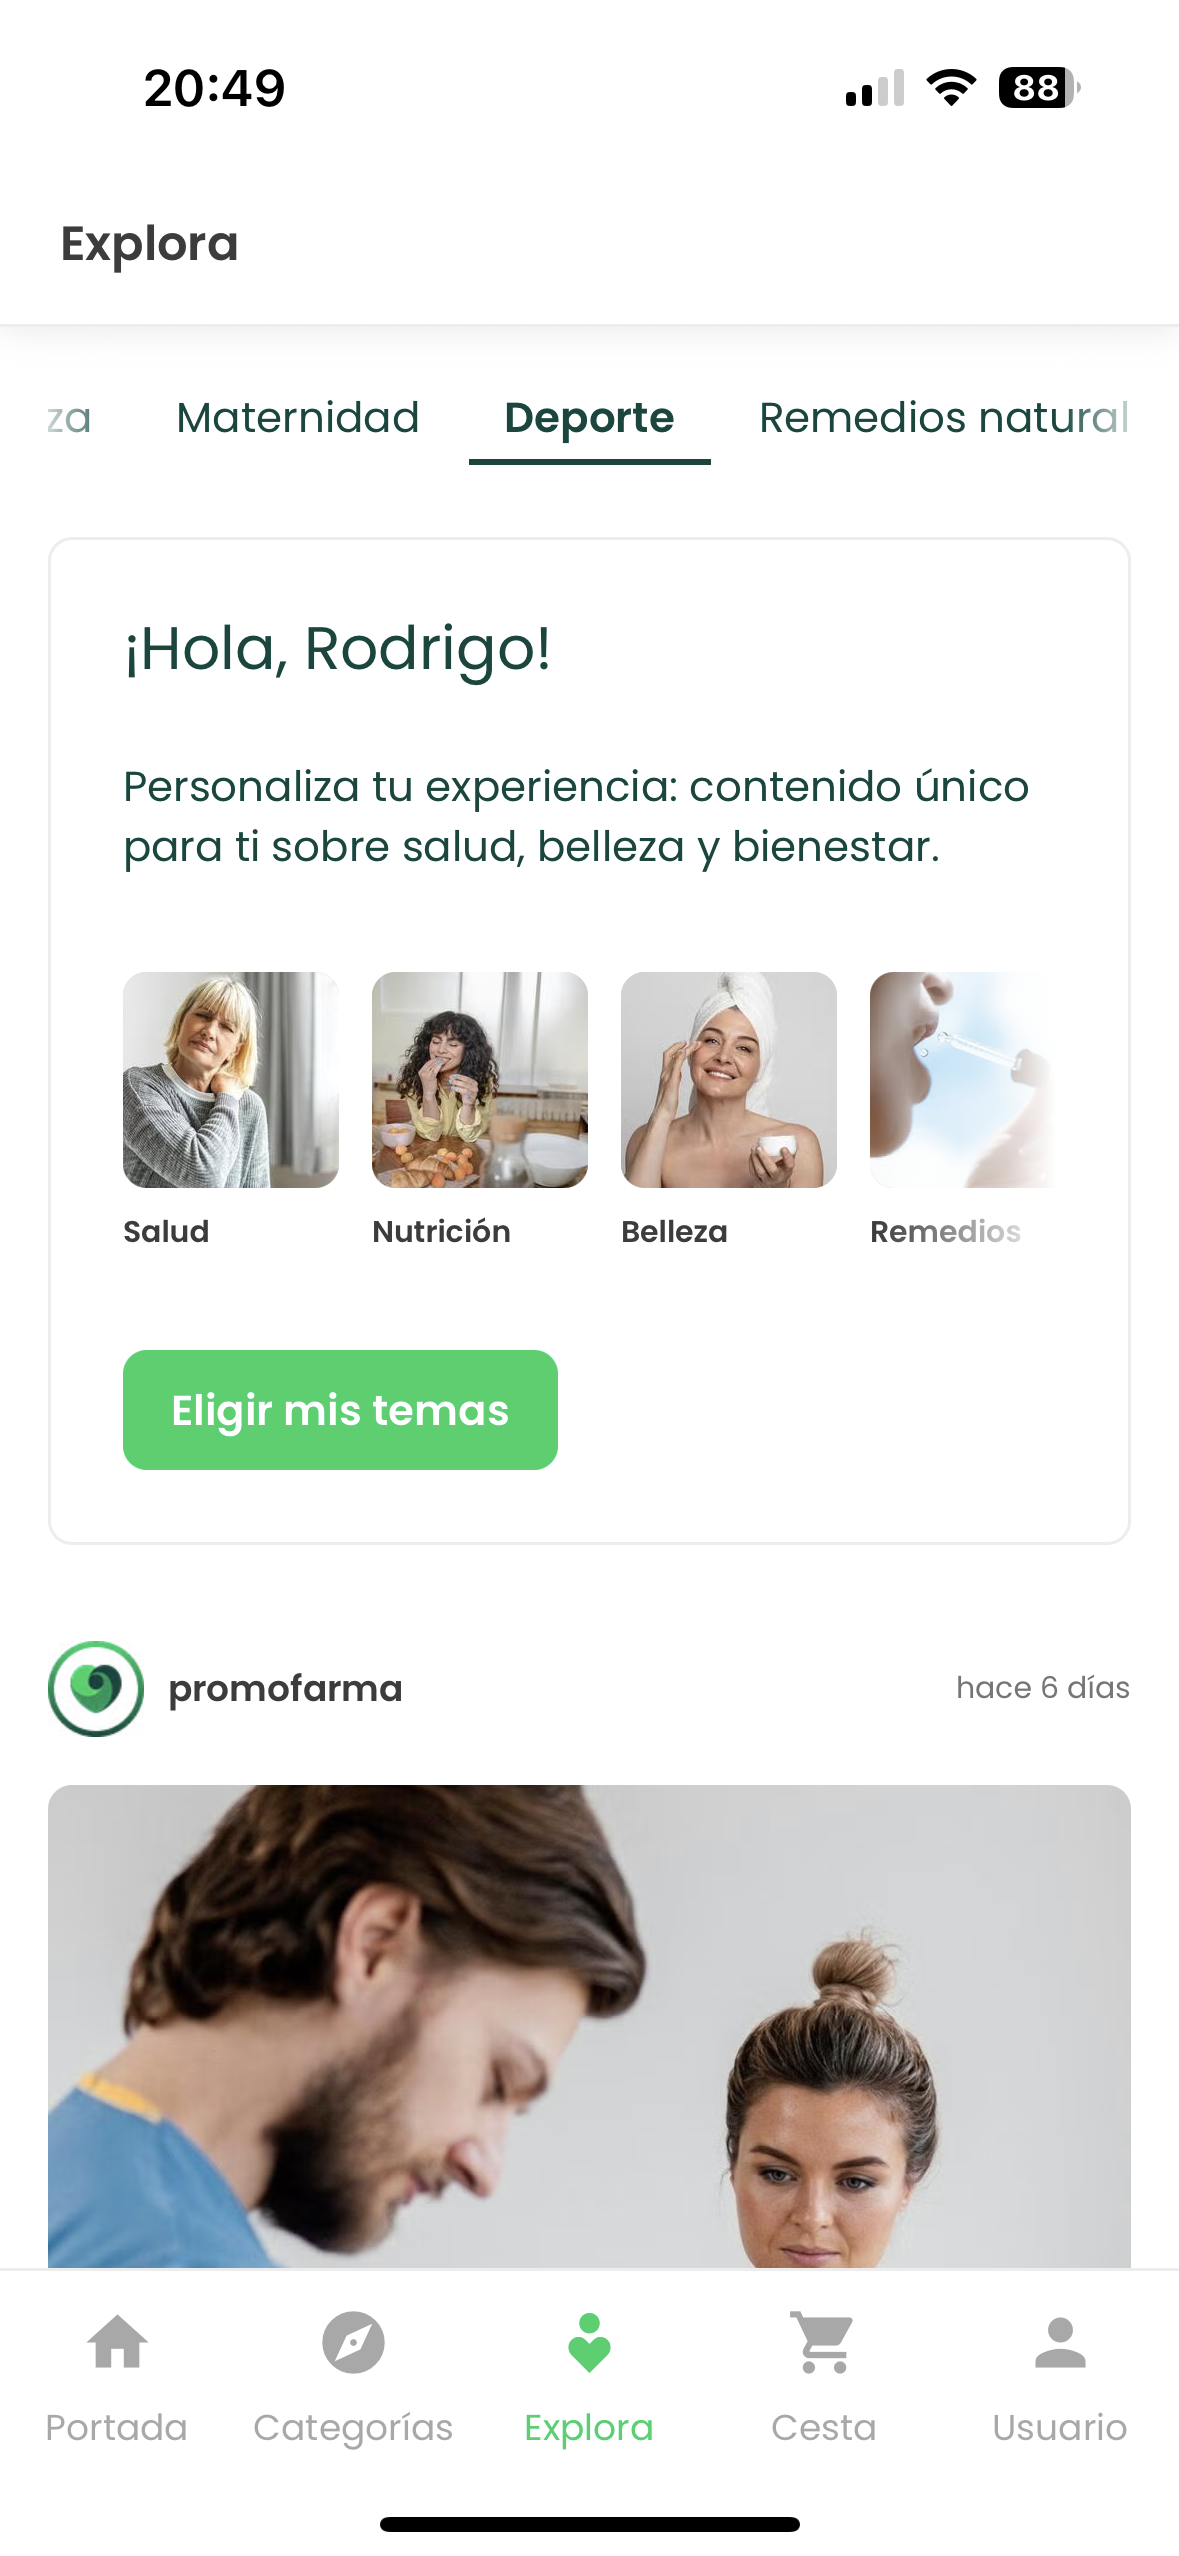 20:49
88
Explora
za
Maternidad
Deporte
Remedios natural
¡Hola, Rodrigo!
Personaliza tu experiencia: contenido único
para ti sobre salud, belleza y bienestar.
Salud
Nutrición
Belleza
Remedios
Eligir mis temas
promofarma
hace 6 días
Portada
Categorías
Explora
Cesta
Usuario